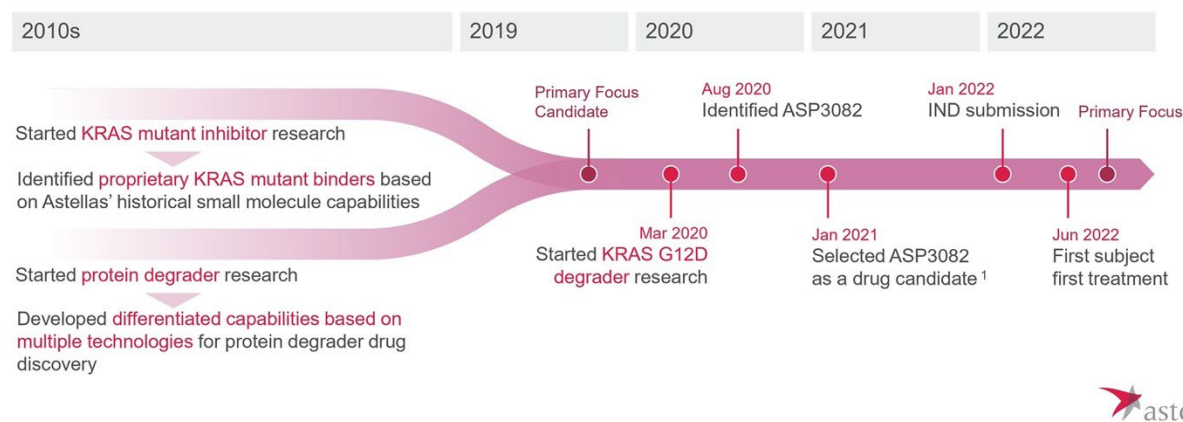 2010s
2019
2020
2021
2022
Started KRAS mutant inhibitor research
Identified proprietary KRAS mutant binders based
on Astellas’ historical small molecule capabilities
Started protein degrader research
Developed differentiated capabilities based on
multiple technologies for protein degrader drug
discovery
Primary Focus
Candidate
Mar 2020
Started KRAS G12D
degrader research
Aug 2020
Identified ASP3082
Jan 2021
Selected ASP3082
as a drug candidate 1
Jan 2022
IND submission
Jun 2022
First subject
first treatment
Primary Focus